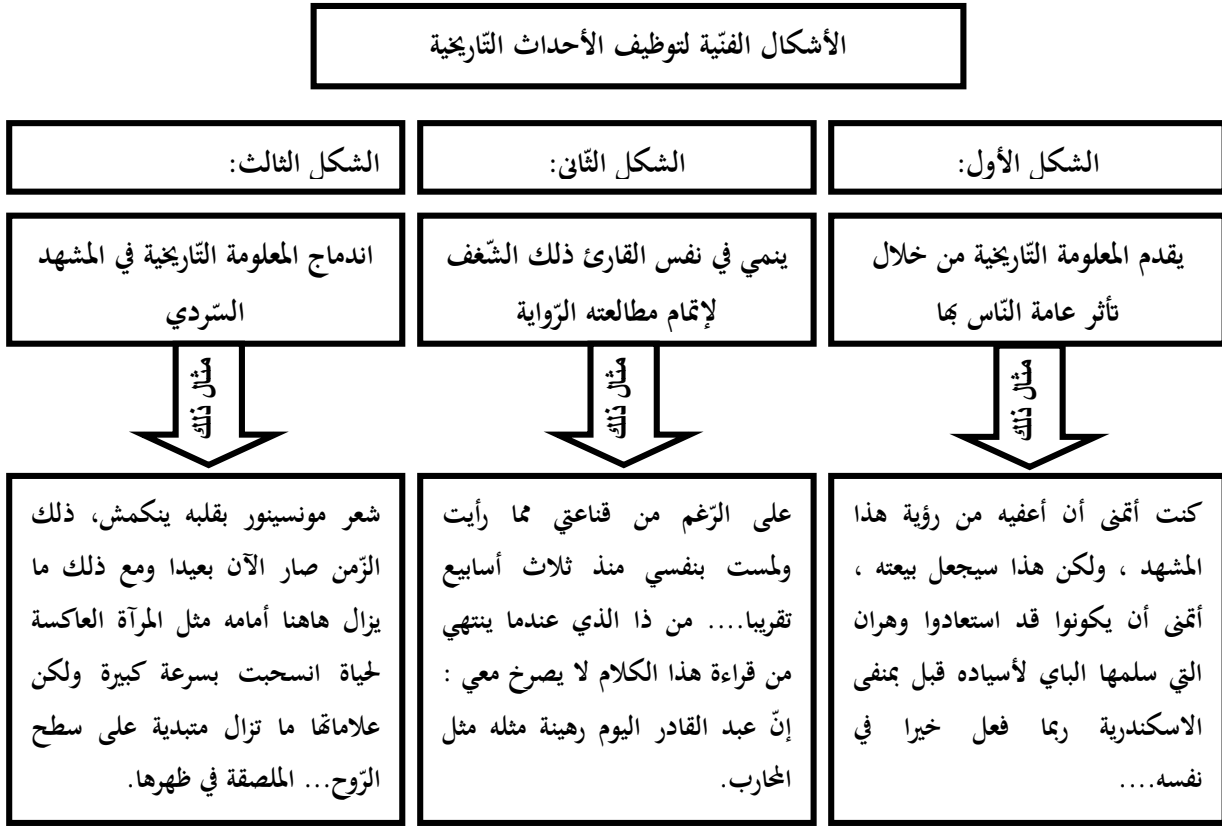 الأشكال الفنّية لتوظيف الأحداث التّاريخية
الشكل الأول:
يقدم المعلومة التّاريخية من خلال
تأثر عامة النّاس بها
مثال ذلك
كنت أتمنى أن أعفيه من رؤية هذا
المشهد ، ولكن هذا سيجعل بيعته ،
أتمنى أن يكونوا قد استعادوا وهران
التي سلمها الباي لأسياده قبل بمنفى
الاسكندرية ربما فعل خيرا في
نفسه....
الشكل الثّاني:
ينمي في نفس القارئ ذلك الشّغف
لإتمام مطالعته الرّواية
مثال ذلك
على الرّغم من قناعتي مما رأيت
ولمست بنفسي منذ ثلاث أسابيع
تقريبا.... من ذا الذي عندما ينتهي
من قراءة هذا الكلام لا يصرخ معي :
إنّ عبد القادر اليوم رهينة مثله مثل
المحارب.
الشكل الثالث:
اندماج المعلومة التّاريخية في المشهد
السّردي
مثال ذلك
شعر مونسينور بقلبه ينكمش، ذلك
الزّمن صار الآن بعيدا ومع ذلك ما
يزال هاهنا أمامه مثل المرآة العاكسة
لحياة انسحبت بسرعة كبيرة ولكن
علاماتها ما تزال متبدية على سطح
الرّوح... الملصقة في ظهرها.